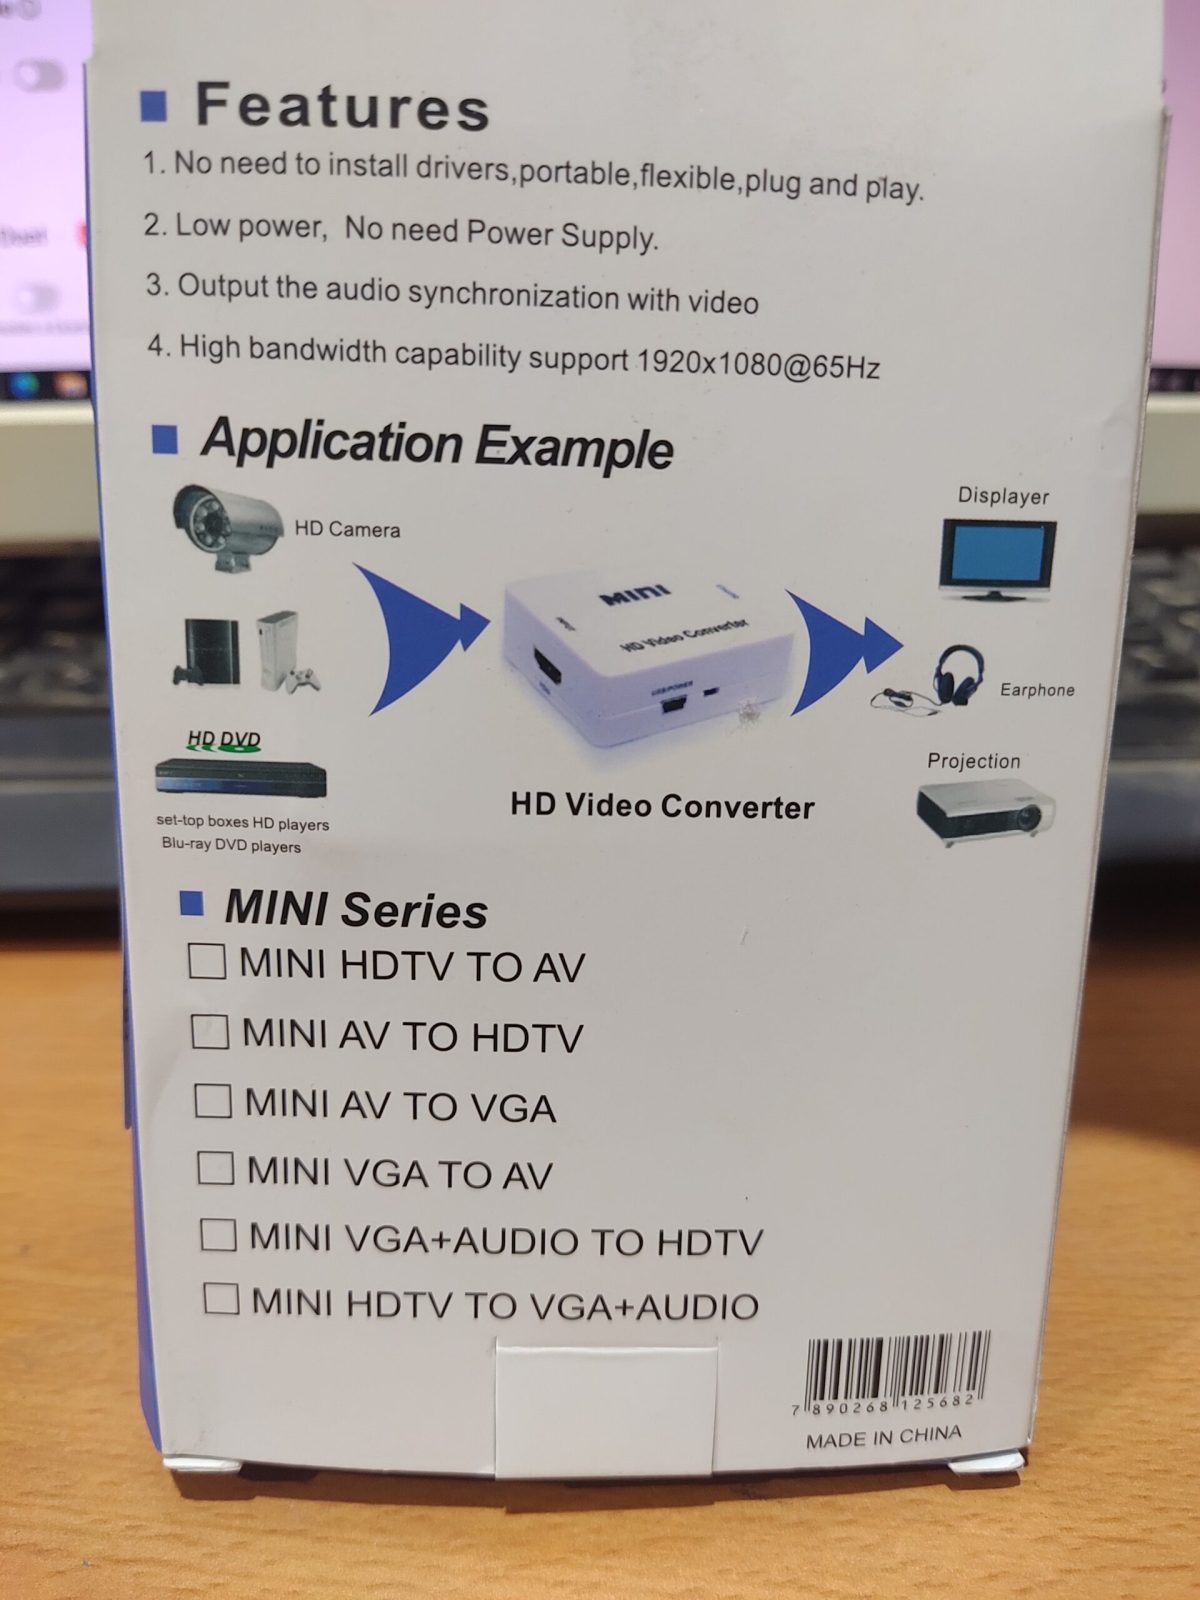 Features
1. No need to install drivers,portable,flexible,plug and play.
2. Low power, No need Power Supply.
3. Output the audio synchronization with video
4. High bandwidth capability support 1920x1080@65Hz
Application Example
HD Camera
HD DVD
set-top boxes HD players
Blu-ray DVD players
MINI
HD Video Converter
USB/POWER
HD Video Converter
Displayer
Earphone
Projection
MINI Series
MINI HDTV TO AV
MINI AV TO HDTV
MINI AV TO VGA
MINI VGA TO AV
MINI VGA+AUDIO TO HDTV
MINI HDTV TO VGA+AUDIO
7 890268 125682
MADE IN CHINA